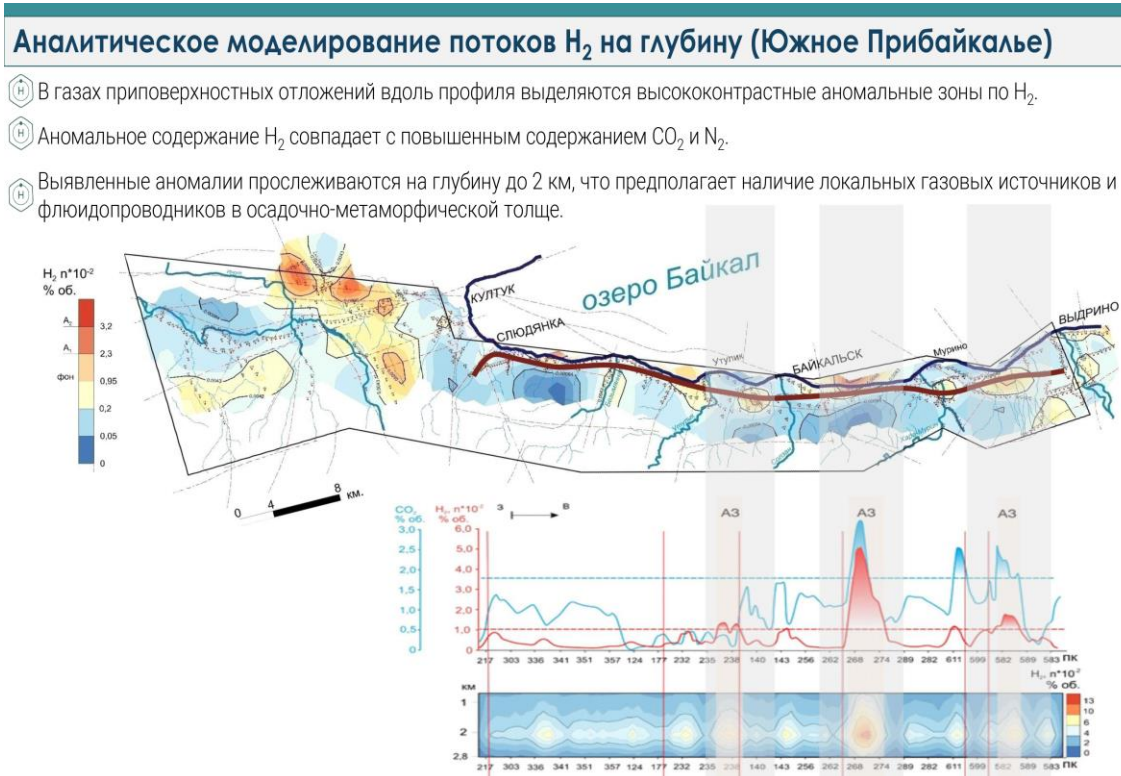 Аналитическое моделирование потоков H₂ на глубину (Южное Прибайкалье)
В газах приповерхностных отложений вдоль профиля выделяются высококонтрастные аномальные зоны по H₂.
Аномальное содержание H₂ совпадает с повышенным содержанием CO₂ и N₂.
Выявленные аномалии прослеживаются на глубину до 2 км, что предполагает наличие локальных газовых источников и
флюидопроводников в осадочно-метаморфической толще.
H₂ n*10⁻²
% об.
A₂
3,2
A₁
2,3
фон
0,95
0,2
0,05
0
0 4 8 км.
КУЛТУК
СЛЮДЯНКА
озеро Байкал
Утулик
БАЙКАЛЬСК
Мурино
ВЫДРИНО
CO₂ % об.
H₂, n*10⁻² % об.
З В
АЗ АЗ АЗ
3,0 2,5 2,0 1,5 1,0 0,5 0
6,0 5,0 4,0 3,0 2,0 1,0 0
217 303 336 341 351 357 124 177 232 235 238 140 143 256 262 268 274 289 282 611 599 582 589 583 ПК
H₂, n*10⁻²
% об.
13
10
6
4
2
0
км
1
2
2.8
217 303 336 341 351 357 124 177 232 235 238 140 143 256 262 268 274 289 282 611 599 582 589 583 ПК